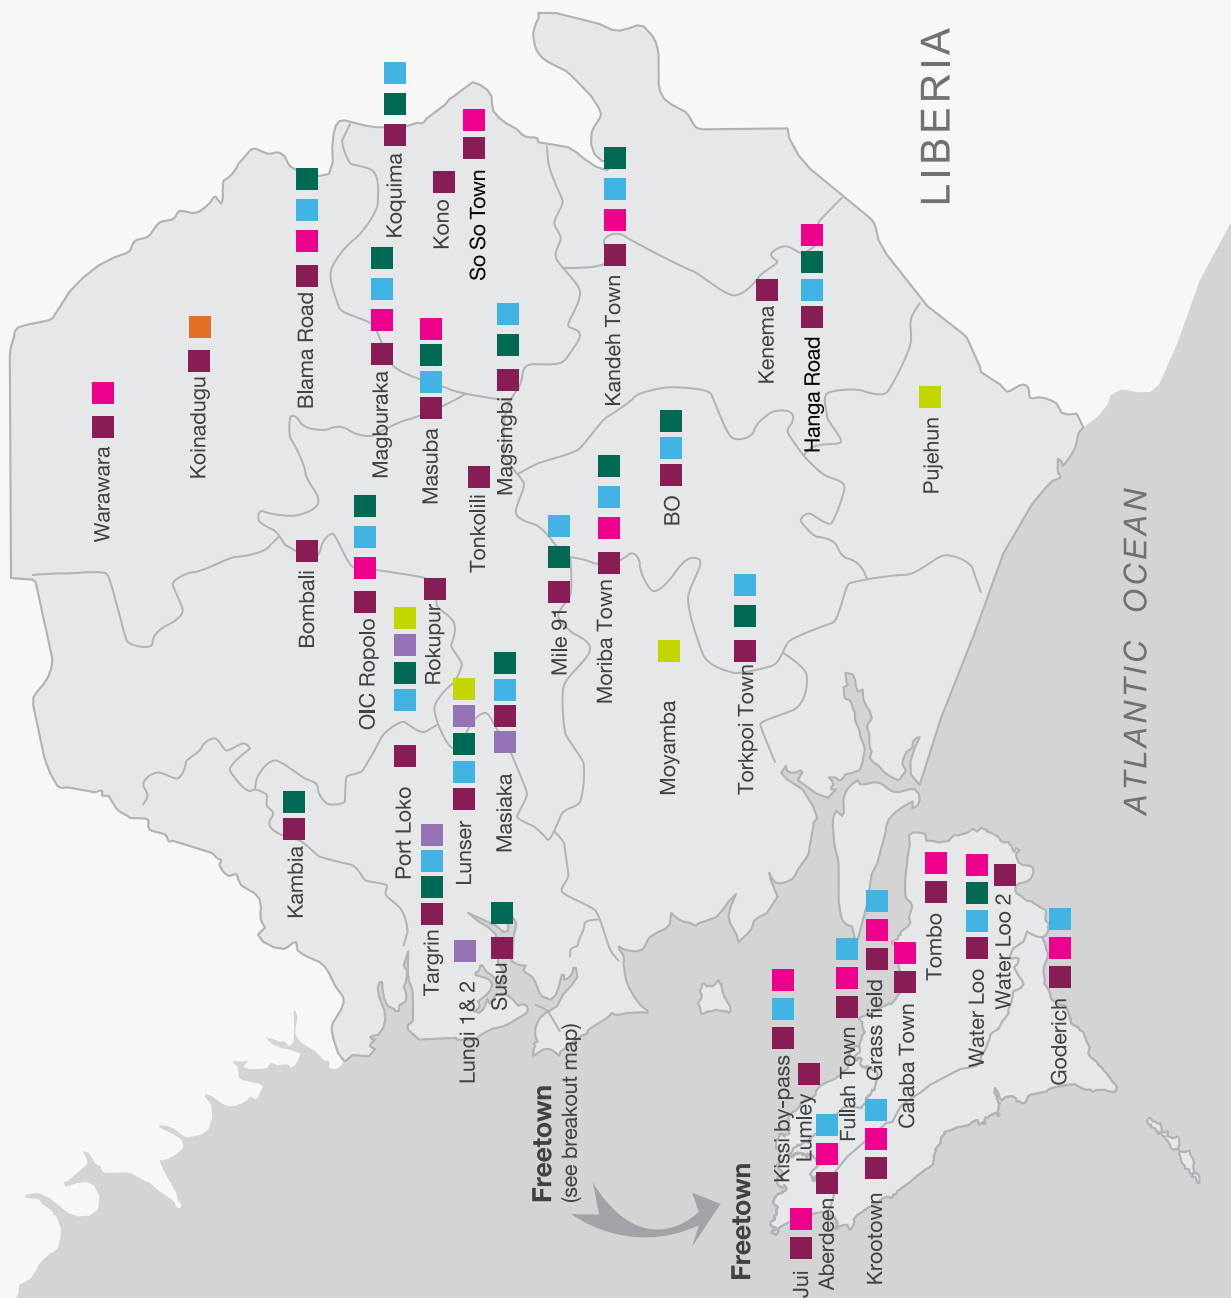 Warawara
Koinadugu
Blama Road
Bombali
Kambia
Koquima
Kono
So So Town
Magburaka
Masuba
Magsingbi
Tonkolili
OIC Ropolo
Rokupur
Port Loko
Lunser
Masiaka
Targrin
Lungi 1 & 2
Susu
Mile 91
Moriba Town
Kandeh Town
BO
Kenema
Hanga Road
Moyamba
Torkpoi Town
Pujehun
LIBERIA
ATLANTIC OCEAN
Freetown
(see breakout map)
Freetown
Kissi by-pass
Lumley
Jui
Aberdeen
Fullah Town
Grass field
Krootown
Calaba Town
Tombo
Water Loo
Water Loo 2
Goderich